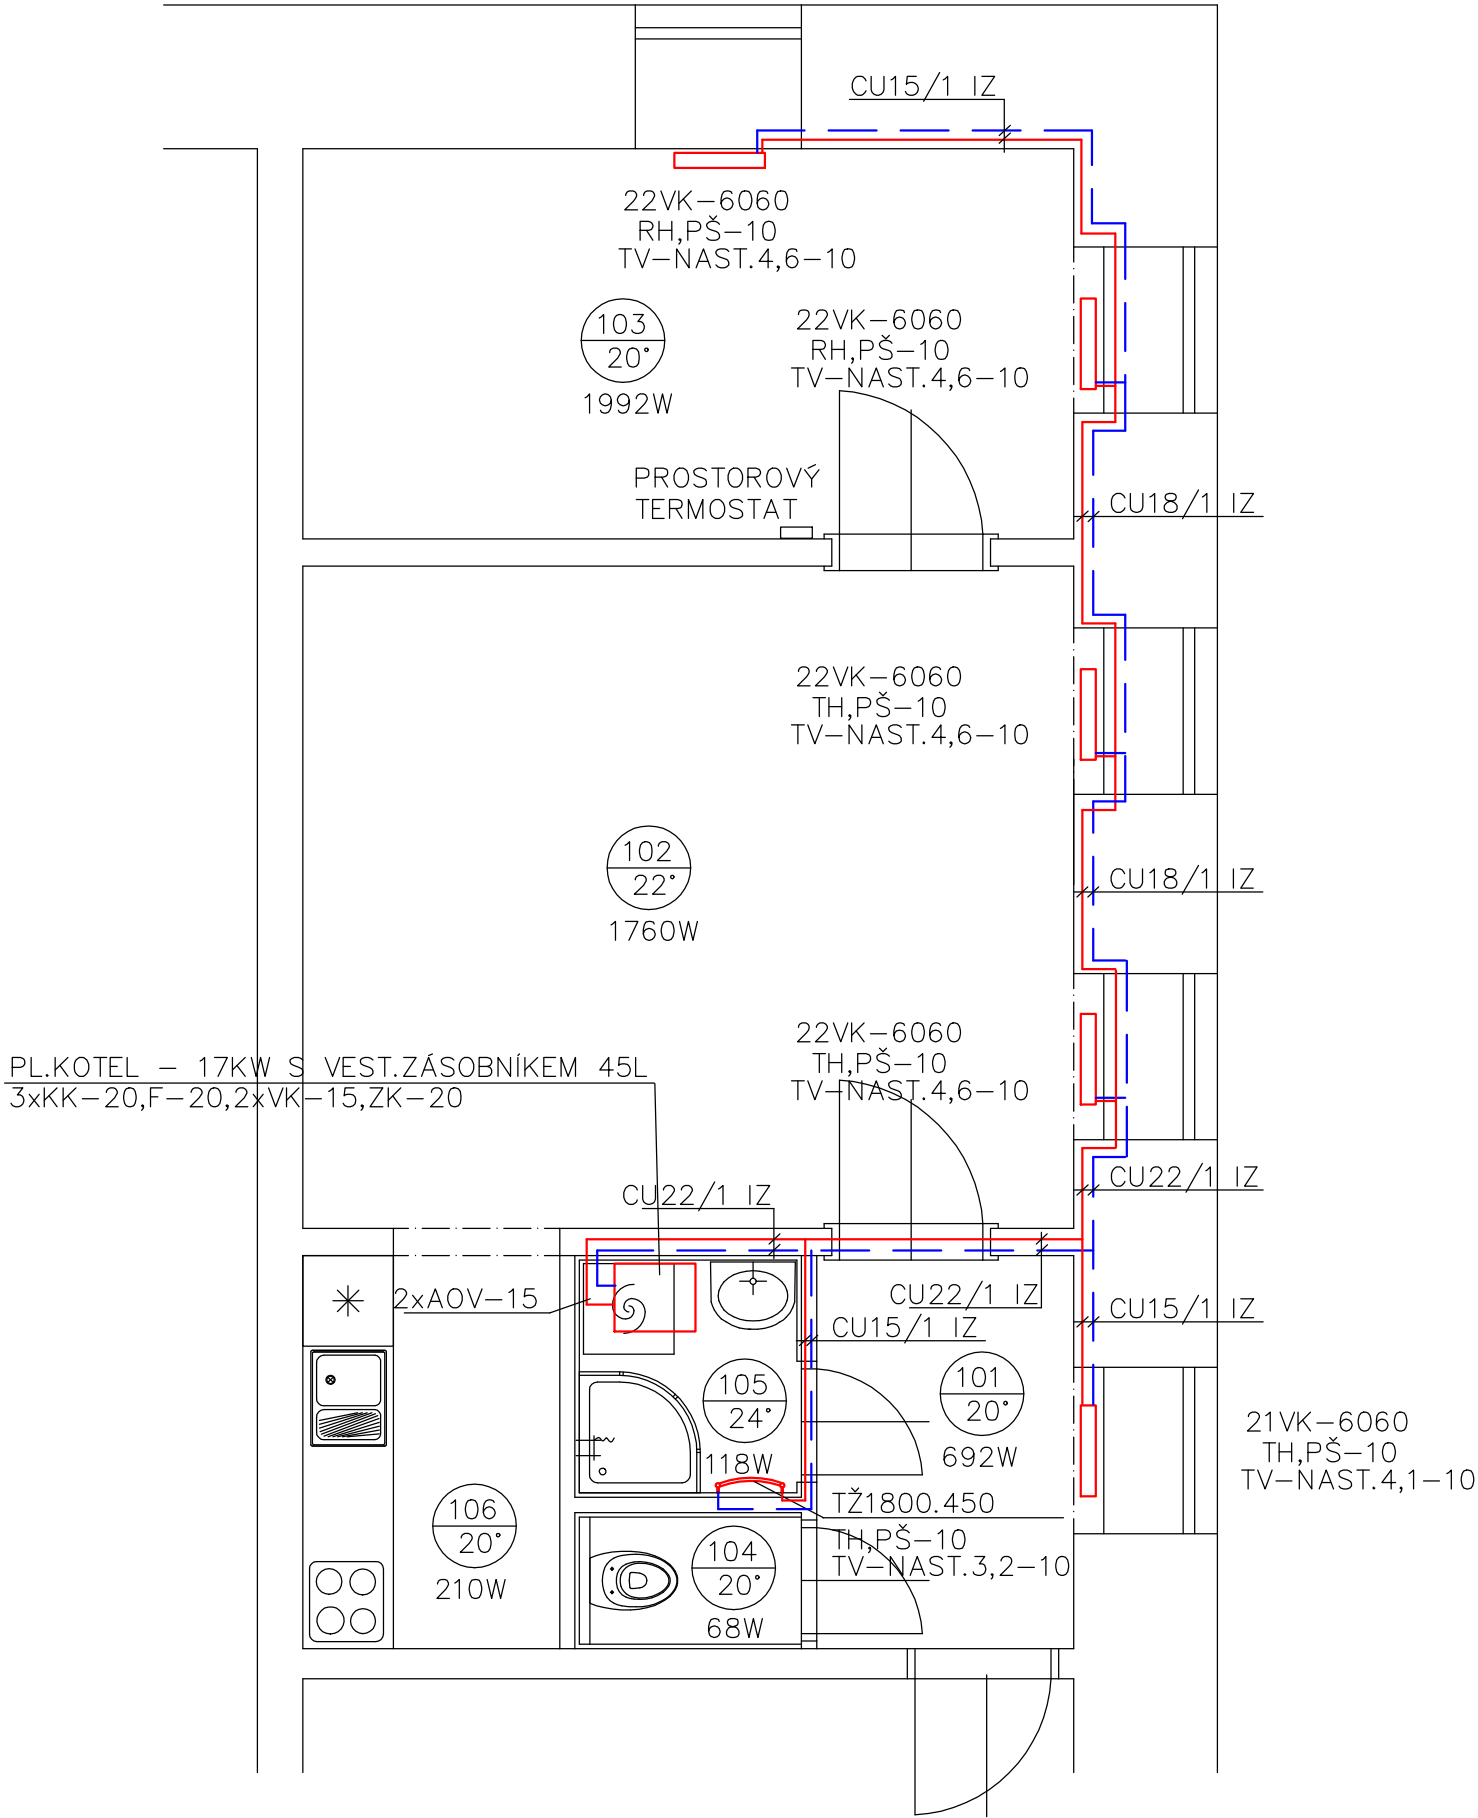 CU15/1 IZ
22VK-6060
RH,PŠ-10
TV-NAST.4,6-10
103
20°
1992W
22VK-6060
RH,PŠ-10
TV-NAST.4,6-10
PROSTOROVÝ
TERMOSTAT
CU18/1 IZ
22VK-6060
TH,PŠ-10
TV-NAST.4,6-10
102
22°
1760W
CU18/1 IZ
22VK-6060
TH,PŠ-10
TV-NAST.4,6-10
PL.KOTEL - 17KW S VEST.ZÁSOBNÍKEM 45L
3xKK-20,F-20,2xVK-15,ZK-20
CU22/1 IZ
CU22/1 IZ
2xAOV-15
CU22/1 IZ
CU15/1 IZ
CU15/1 IZ
105
24°
118W
101
20°
692W
21VK-6060
TH,PŠ-10
TV-NAST.4,1-10
TŽ1800.450
TH,PŠ-10
TV-NAST.3,2-10
106
20°
210W
104
20°
68W